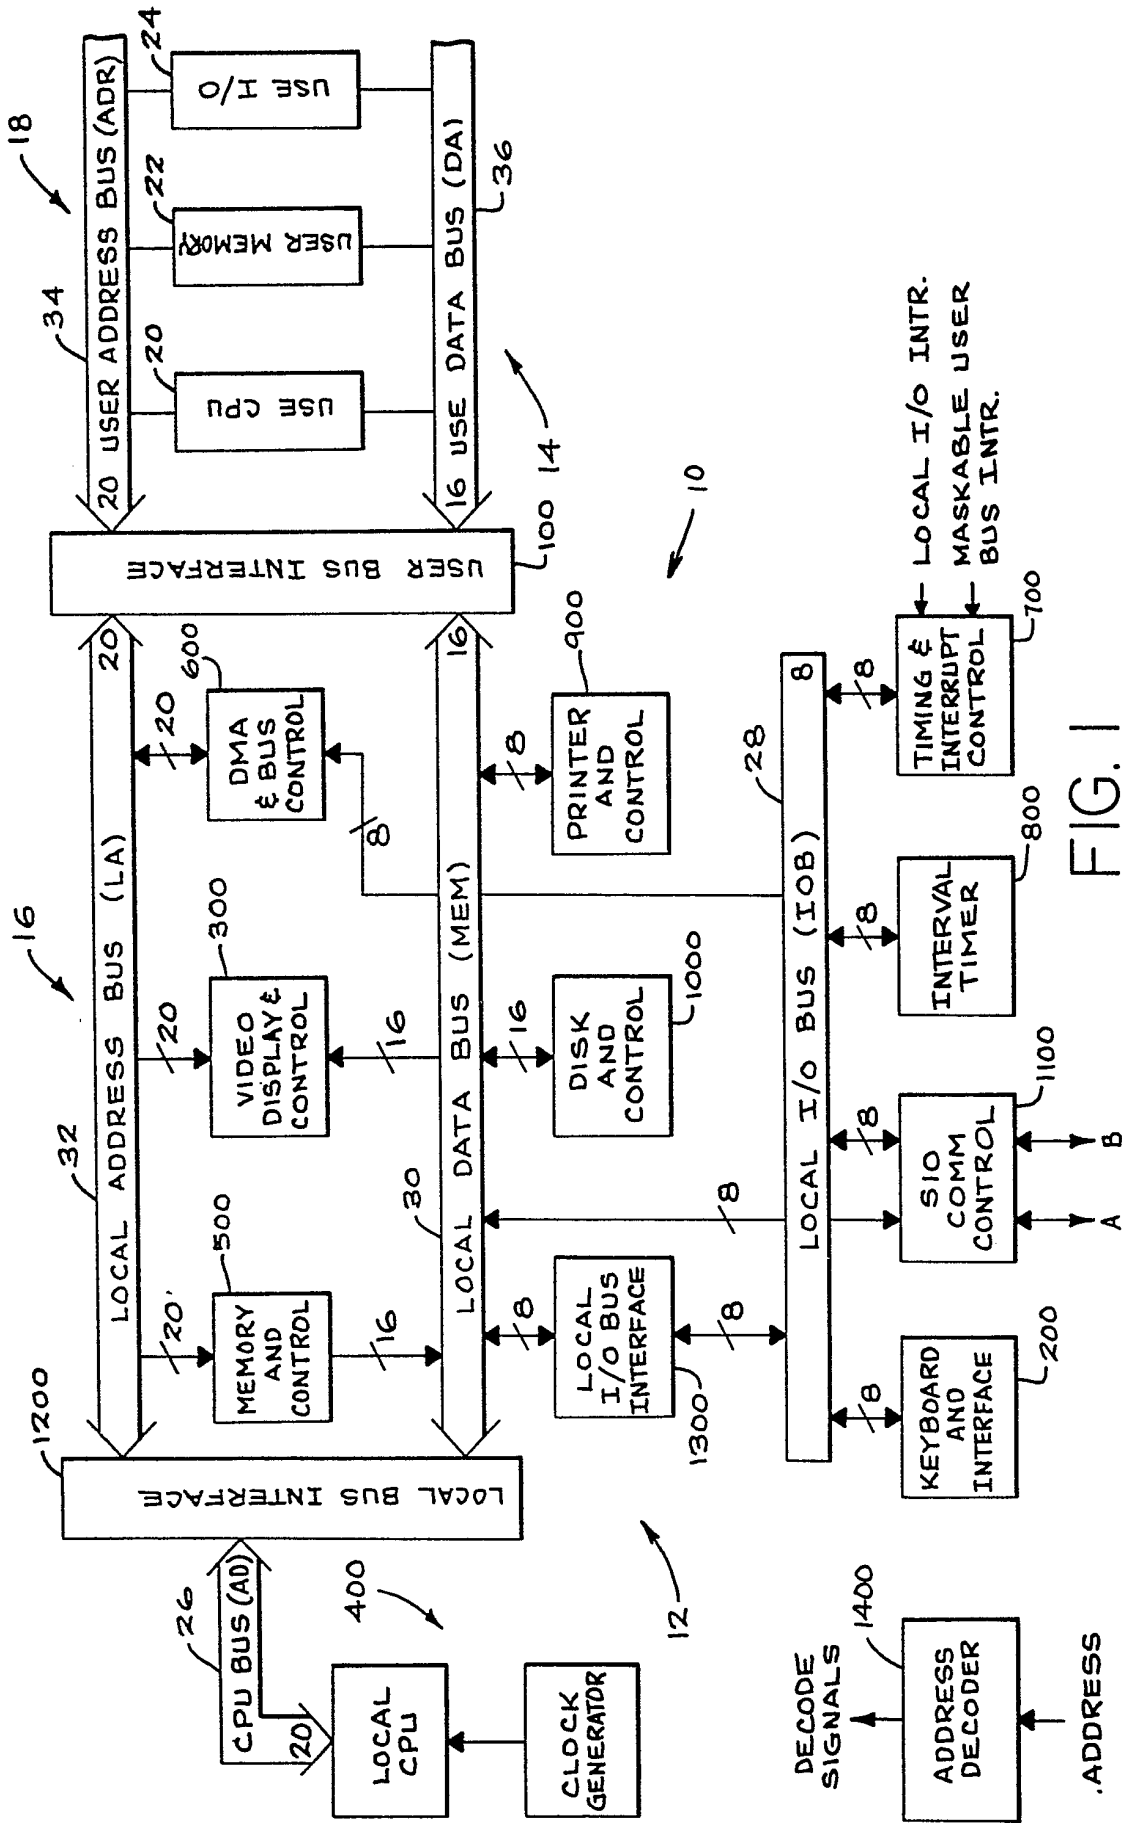 16
18
32
LOCAL ADDRESS BUS (LA)
20
34
20 USER ADDRESS BUS (ADR)
1200
LOCAL BUS INTERFACE
26
CPU BUS (AD)
20
LOCAL
CPU
400
CLOCK
GENERATOR
20'
500
MEMORY
AND
CONTROL
16
20
300
VIDEO
DISPLAY &
CONTROL
16
20
600
DMA
& BUS
CONTROL
8
USER BUS INTERFACE
100
20
USE CPU
22
USER MEMORY
24
USE I/O
30
LOCAL DATA BUS (MEM)
16
16 USE DATA BUS (DA)
36
14
10
12
8
LOCAL
I/O BUS
INTERFACE
1300
8
8
16
DISK
AND
CONTROL
1000
8
PRINTER
AND
CONTROL
900
28
LOCAL I/O BUS (IOB)
8
8
KEYBOARD
AND
INTERFACE
200
8
SIO
COMM
CONTROL
1100
A
B
8
INTERVAL
TIMER
800
8
TIMING &
INTERRUPT
CONTROL
700
LOCAL I/O INTR.
MASKABLE USER
BUS INTR.
DECODE
SIGNALS
1400
ADDRESS
DECODER
.ADDRESS
FIG. 1